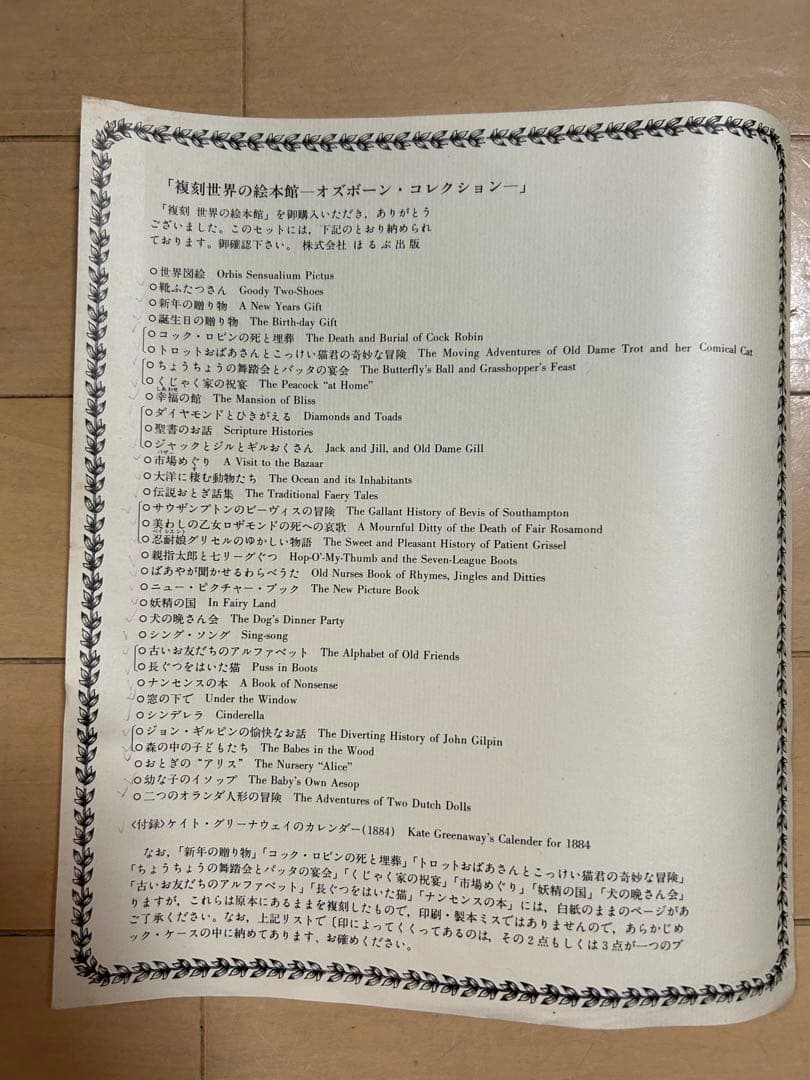 「複刻世界の絵本館―オズボーン・コレクション―」
「複刻 世界の絵本館」を御購入いただき，ありがとう
ございました。このセットには，下記のとおり納められ
ております。御確認下さい。 株式会社 ほるぷ出版
○世界図絵 Orbis Sensualium Pictus
○靴ふたつさん Goody Two-Shoes
○新年の贈り物 A New Years Gift
○誕生日の贈り物 The Birth-day Gift
○コック・ロビンの死と埋葬 The Death and Burial of Cock Robin
○トロットおばあさんとこっけい猫君の奇妙な冒険 The Moving Adventures of Old Dame Trot and her Comical Cat
○ちょうちょうの舞踏会とバッタの宴会 The Butterfly's Ball and Grasshopper's Feast
○くじゃく家の祝宴 The Peacock “at Home”
しあわせ
○幸福の館 The Mansion of Bliss
○ダイヤモンドとひきがえる Diamonds and Toads
○聖書のお話 Scripture Histories
○ジャックとジルとギルおくさん Jack and Jill, and Old Dame Gill
バザー
○市場めぐり A Visit to the Bazaar
す
○大洋に棲む動物たち The Ocean and its Inhabitants
○伝説おとぎ話集 The Traditional Faery Tales
○サウザンプトンのビーヴィスの冒険 The Gallant History of Bevis of Southampton
○美わしの乙女ロザモンドの死への哀歌 A Mournful Ditty of the Death of Fair Rosamond
ペイシェント
○忍耐娘グリセルのゆかしい物語 The Sweet and Pleasant History of Patient Grissel
○親指太郎と七リーグぐつ Hop-O'-My-Thumb and the Seven-League Boots
○ばあやが聞かせるわらべうた Old Nurses Book of Rhymes, Jingles and Ditties
○ニュー・ピクチャー・ブック The New Picture Book
○妖精の国 In Fairy Land
○犬の晩さん会 The Dog's Dinner Party
○シング・ソング Sing-song
○古いお友だちのアルファベット The Alphabet of Old Friends
○長ぐつをはいた猫 Puss in Boots
○ナンセンスの本 A Book of Nonsense
○窓の下で Under the Window
○シンデレラ Cinderella
○ジョン・ギルピンの愉快なお話 The Diverting History of John Gilpin
○森の中の子どもたち The Babes in the Wood
○おとぎの“アリス” The Nursery “Alice”
○幼な子のイソップ The Baby's Own Aesop
○二つのオランダ人形の冒険 The Adventures of Two Dutch Dolls
〈付録〉ケイト・グリーナウェイのカレンダー(1884) Kate Greenaway's Calender for 1884
なお，「新年の贈り物」「コック・ロビンの死と埋葬」「トロットおばあさんとこっけい猫君の奇妙な冒険」
「ちょうちょうの舞踏会とバッタの宴会」「くじゃく家の祝宴」「市場めぐり」「妖精の国」「犬の晩さん会」
「古いお友だちのアルファベット」「長ぐつをはいた猫」「ナンセンスの本」には，白紙のままのページがあ
りますが，これらは原本にあるままを複刻したもので，印刷・製本ミスではありませんので，あらかじめ
ご了承ください。なお，上記リストで〔印によってくくってあるのは，その2点もしくは3点が一つのブ
ック・ケースの中に納めてあります、お確めください。